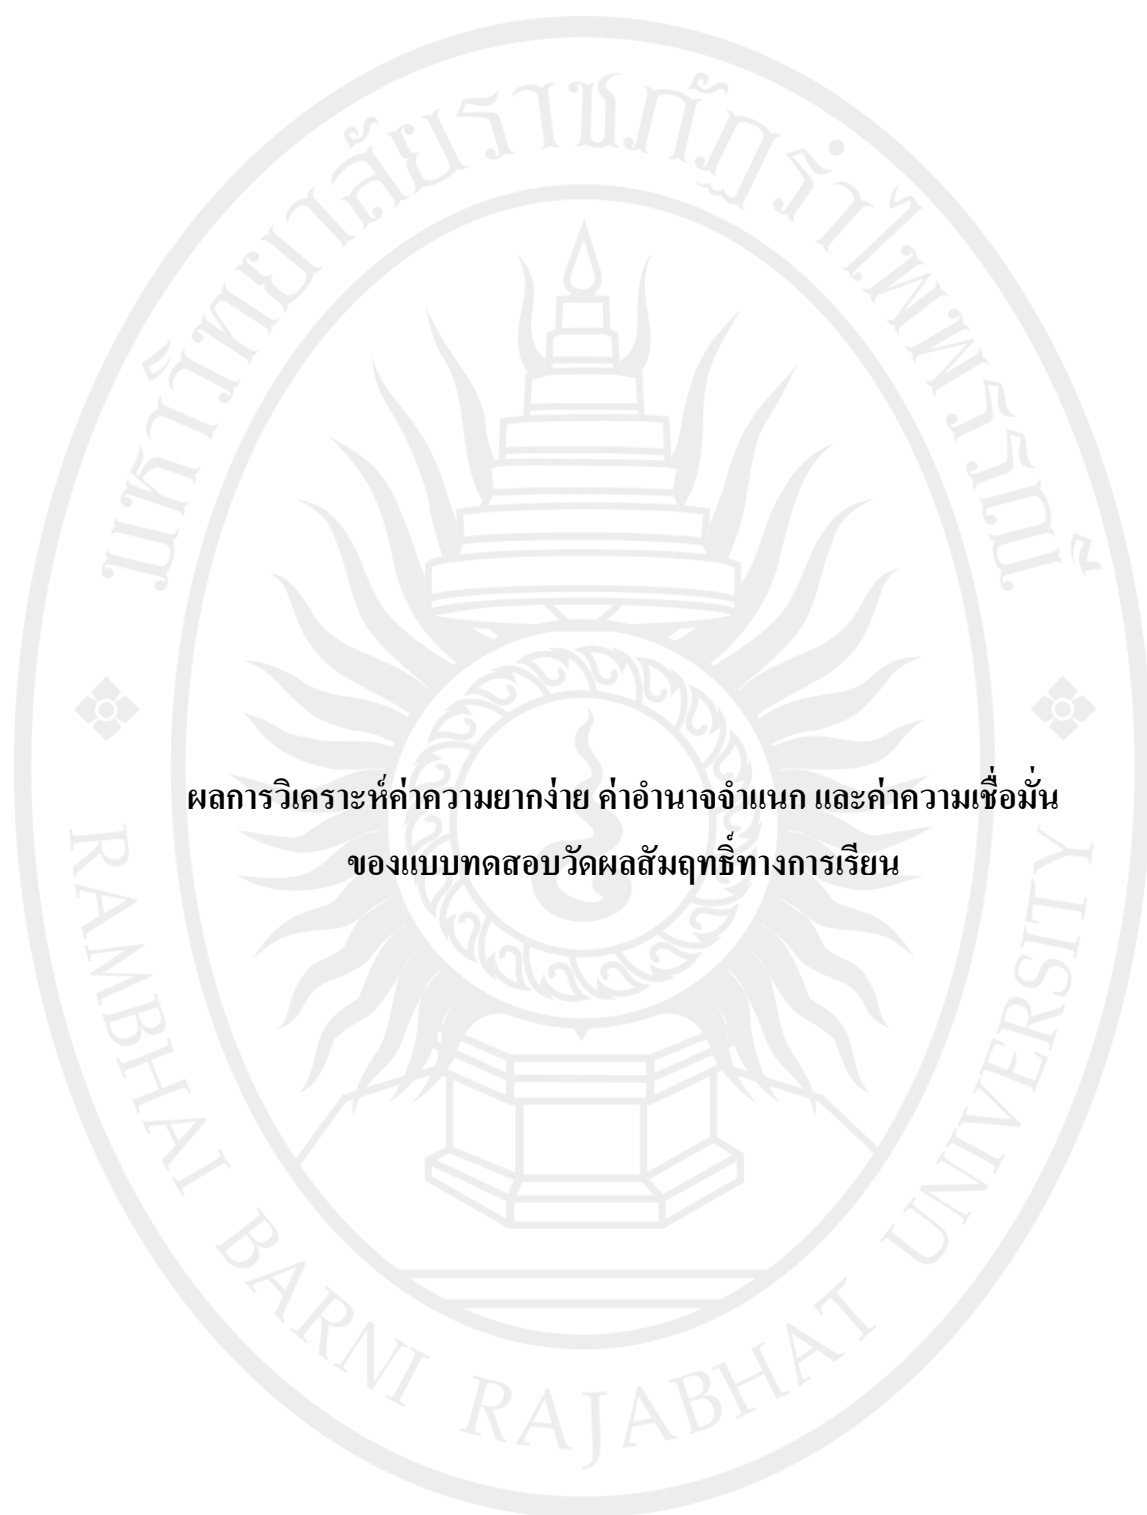 มหาวิทยาลัยราชภัฏรำไพพรรณี
ผลการวิเคราะห์ค่าความยากง่าย ค่าอำนาจจำแนก และค่าความเชื่อมั่น
ของแบบทดสอบวัดผลสัมฤทธิ์ทางการเรียน
RAMBHAI BARNI RAJABHAT UNIVERSITY